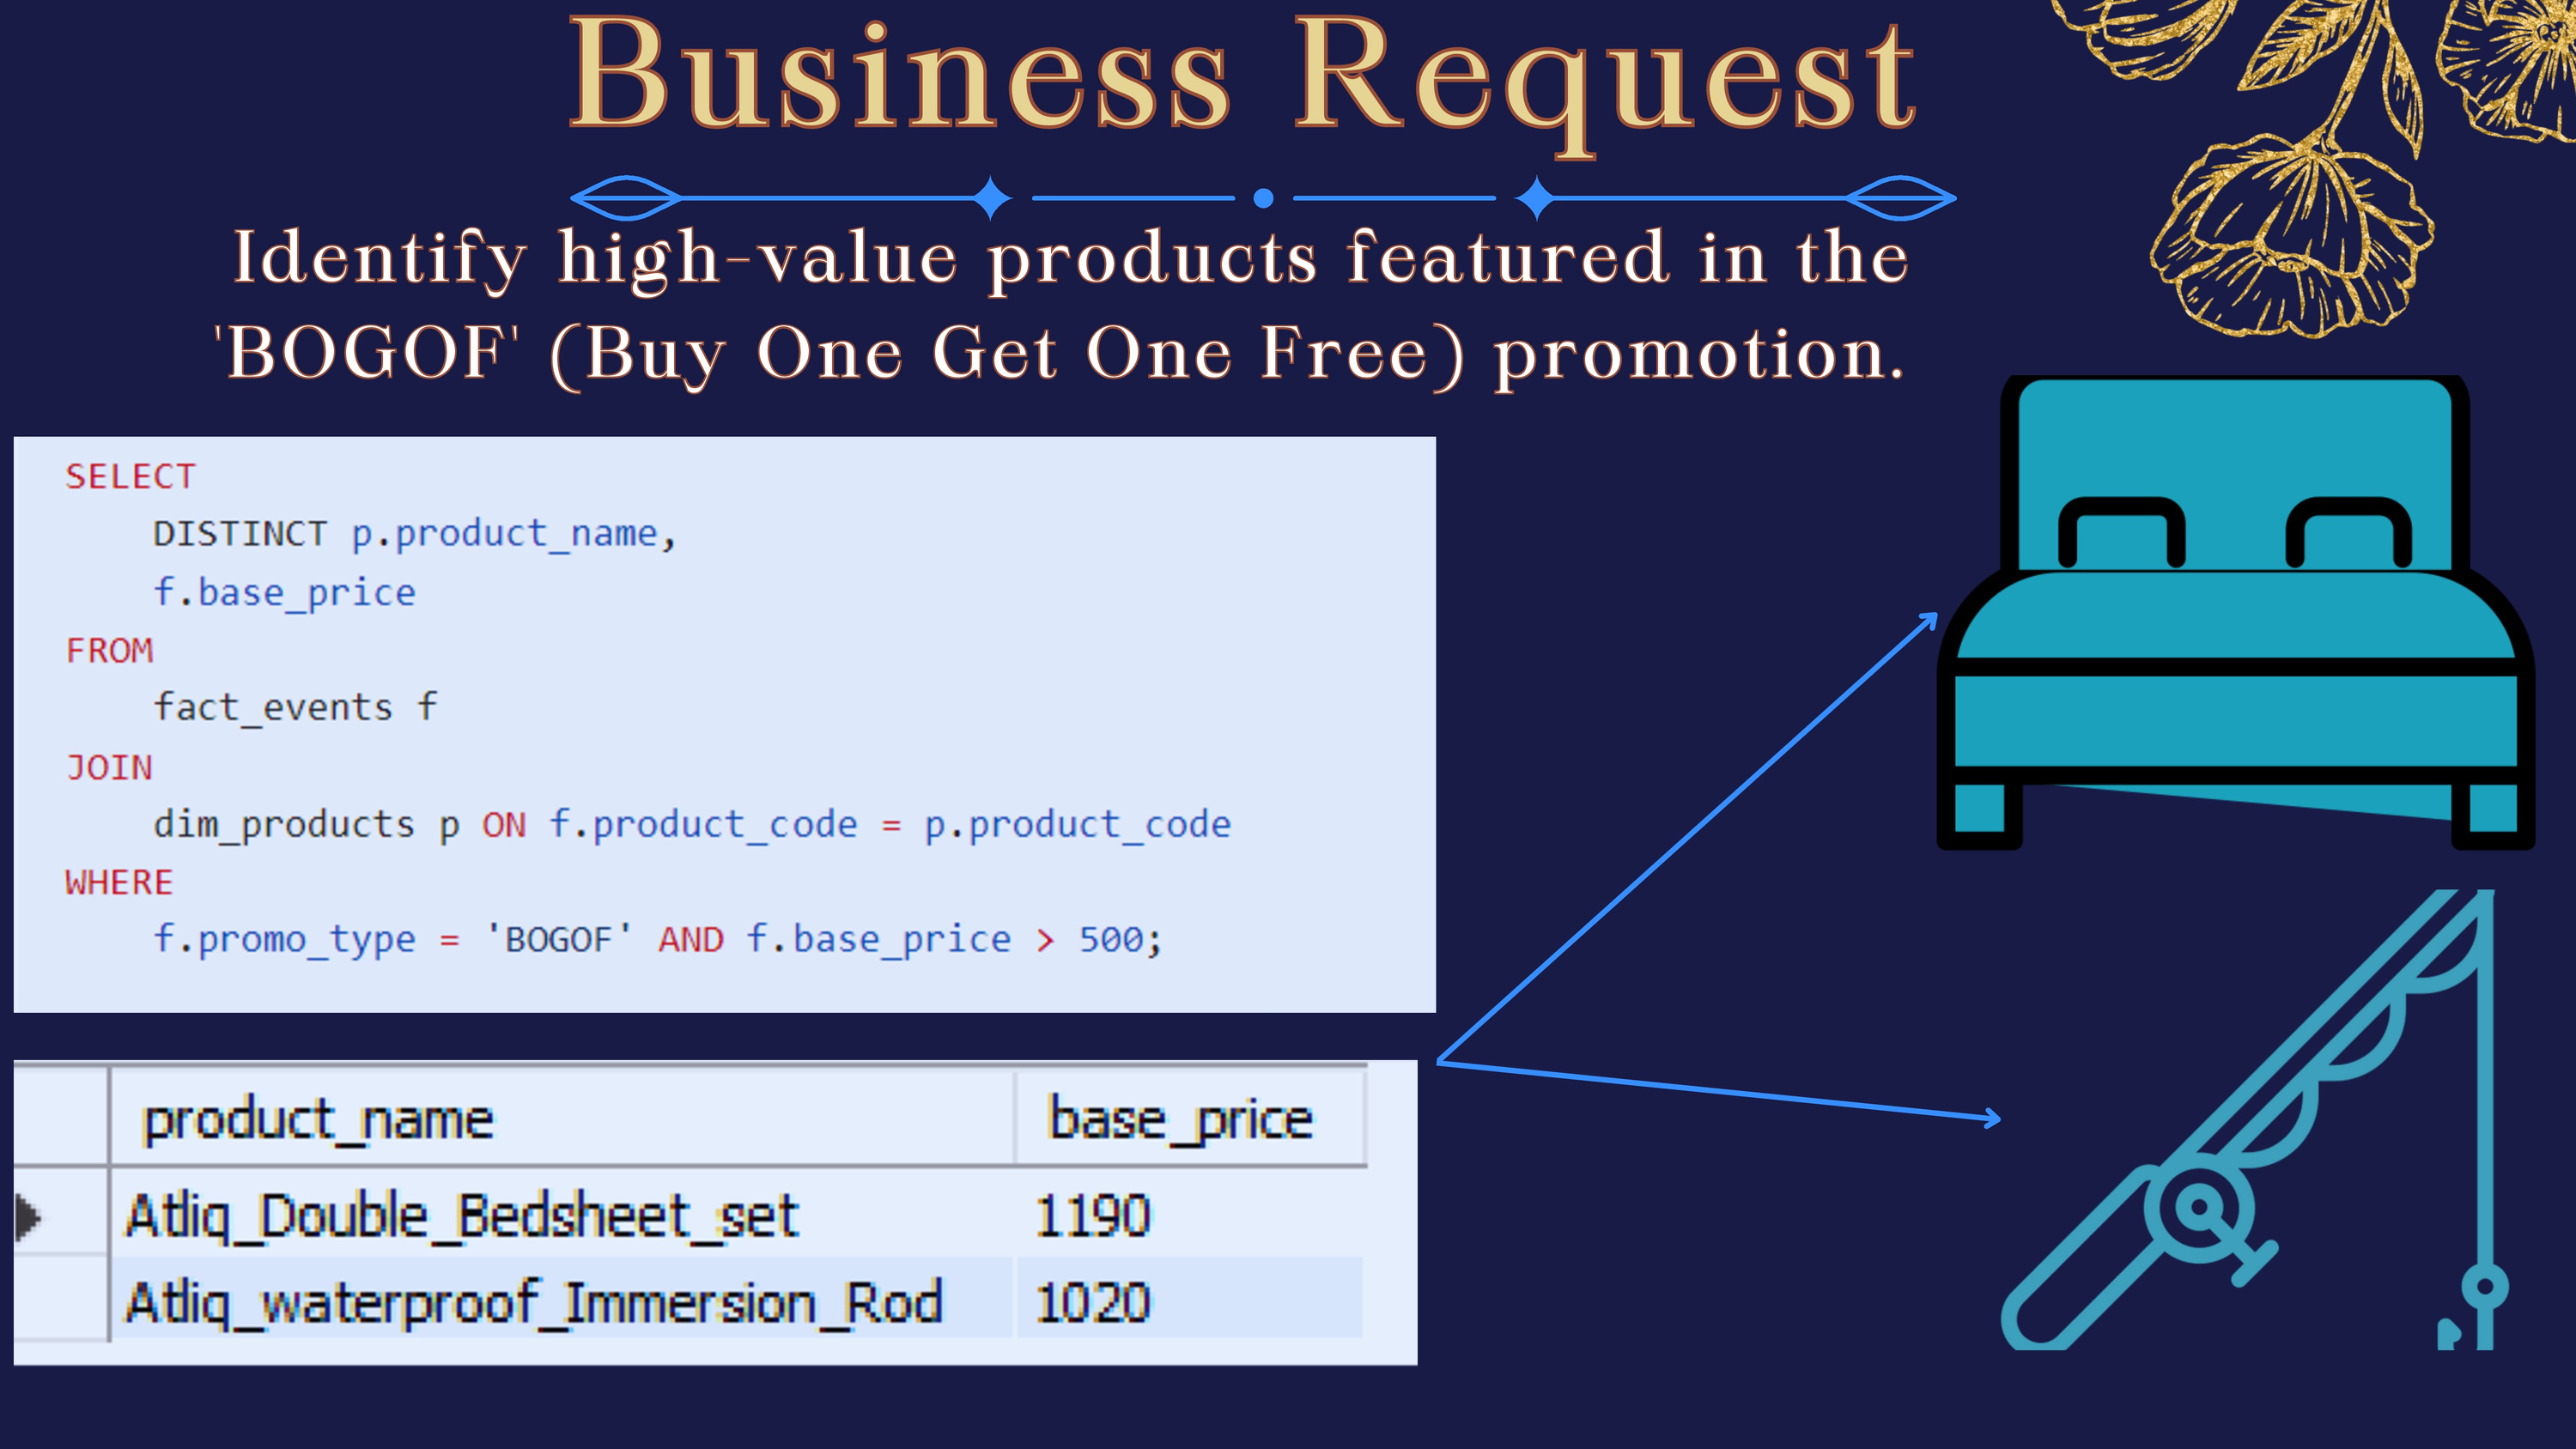 Business Request
Identify high-value products featured in the
'BOGOF' (Buy One Get One Free) promotion.
SELECT
DISTINCT p.product_name,
f.base_price
FROM
fact_events f
JOIN
dim_products p ON f.product_code = p.product_code
WHERE
f.promo_type = 'BOGOF' AND f.base_price > 500;
product_name base_price
Atliq_Double_Bedsheet_set 1190
Atliq_waterproof_Immersion_Rod 1020